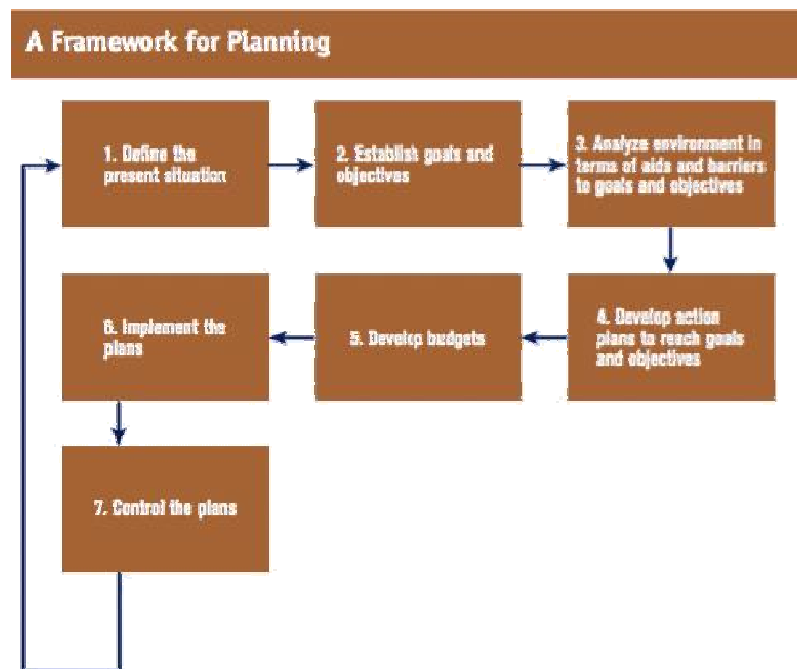 A Framework for Planning
1. Define the
present situation
2. Establish goals and
objectives
3. Analyze environment in
terms of aids and barriers
to goals and objectives
4. Develop action
plans to reach goals
and objectives
5. Develop budgets
6. Implement the
plans
7. Control the plans